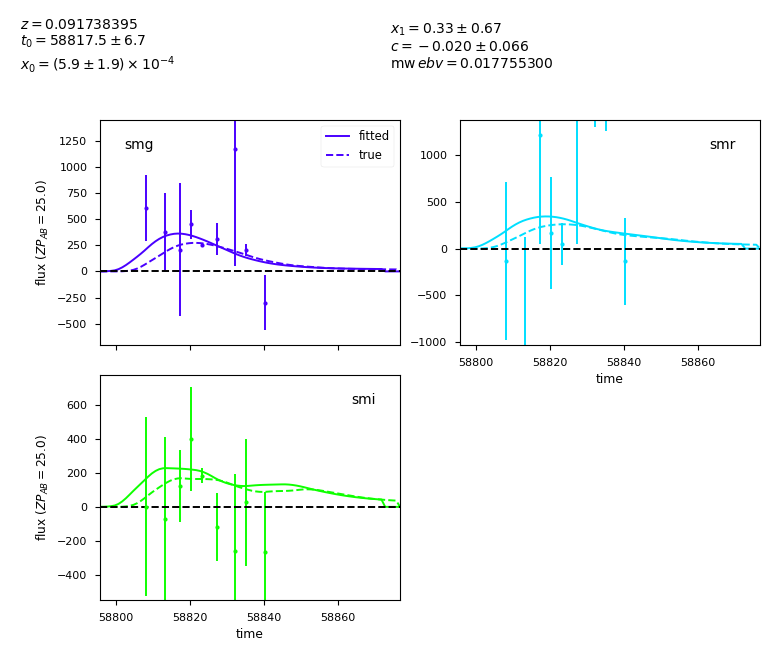 z = 0.091738395
t₀ = 58817.5 ± 6.7
x₀ = (5.9 ± 1.9) × 10⁻⁴
x₁ = 0.33 ± 0.67
c = −0.020 ± 0.066
mw ebv = 0.017755300
smg
fitted
true
1250
1000
750
500
250
0
−250
−500
flux (ZP_AB = 25.0)
smr
1000
500
0
−500
−1000
58800 58820 58840 58860
time
smi
600
400
200
0
−200
−400
flux (ZP_AB = 25.0)
58800 58820 58840 58860
time